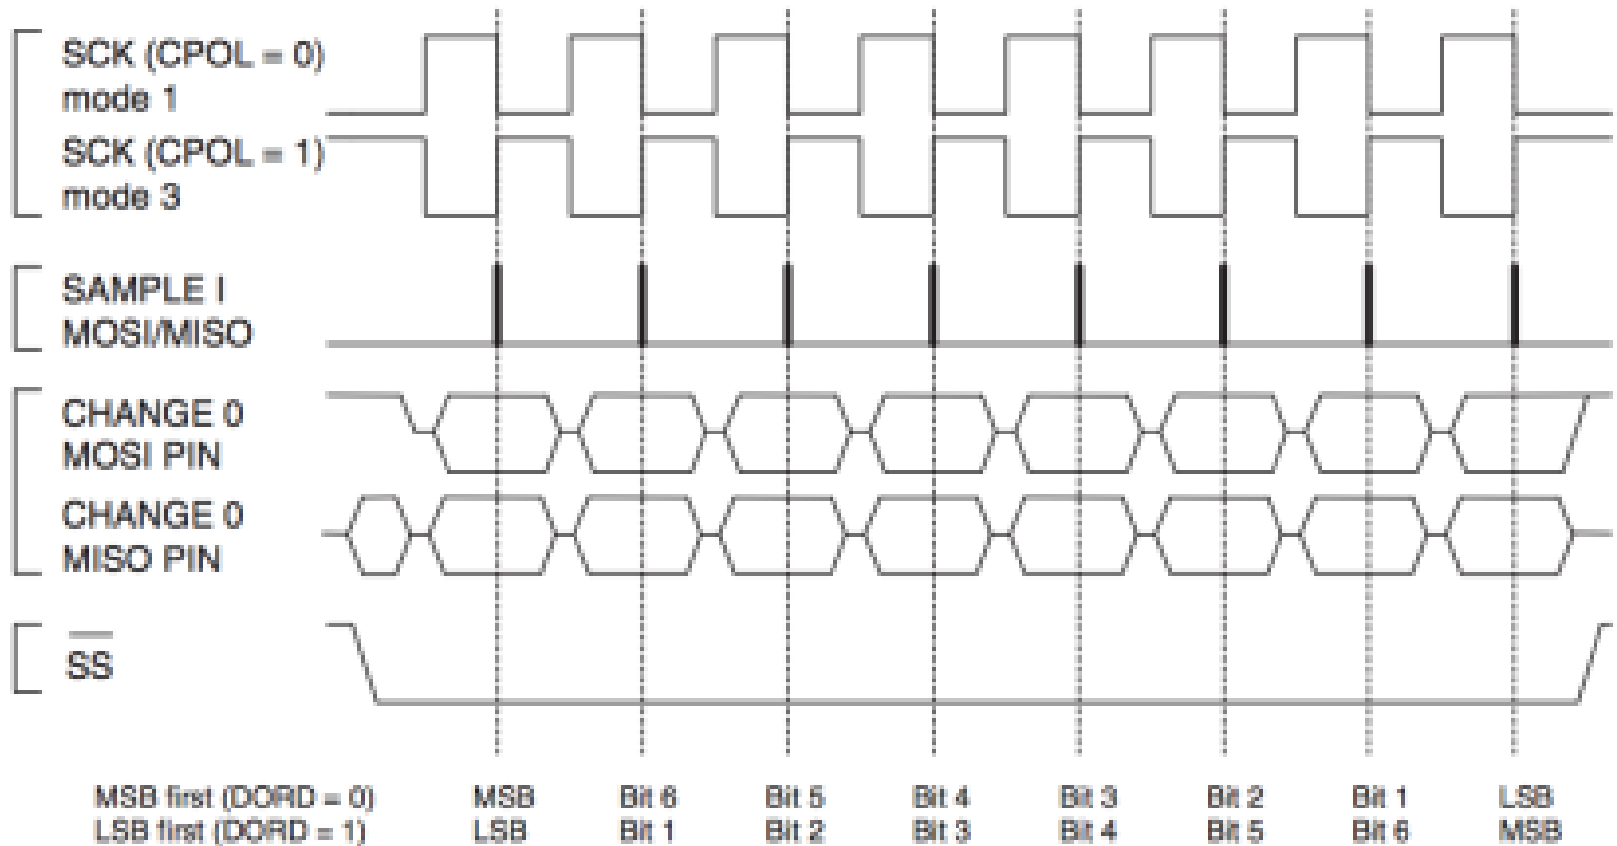 SCK (CPOL = 0)
mode 1
SCK (CPOL = 1)
mode 3
SAMPLE I
MOSI/MISO
CHANGE 0
MOSI PIN
CHANGE 0
MISO PIN
SS
MSB first (DORD = 0) MSB Bit 6 Bit 5 Bit 4 Bit 3 Bit 2 Bit 1 LSB
LSB first (DORD = 1) LSB Bit 1 Bit 2 Bit 3 Bit 4 Bit 5 Bit 6 MSB